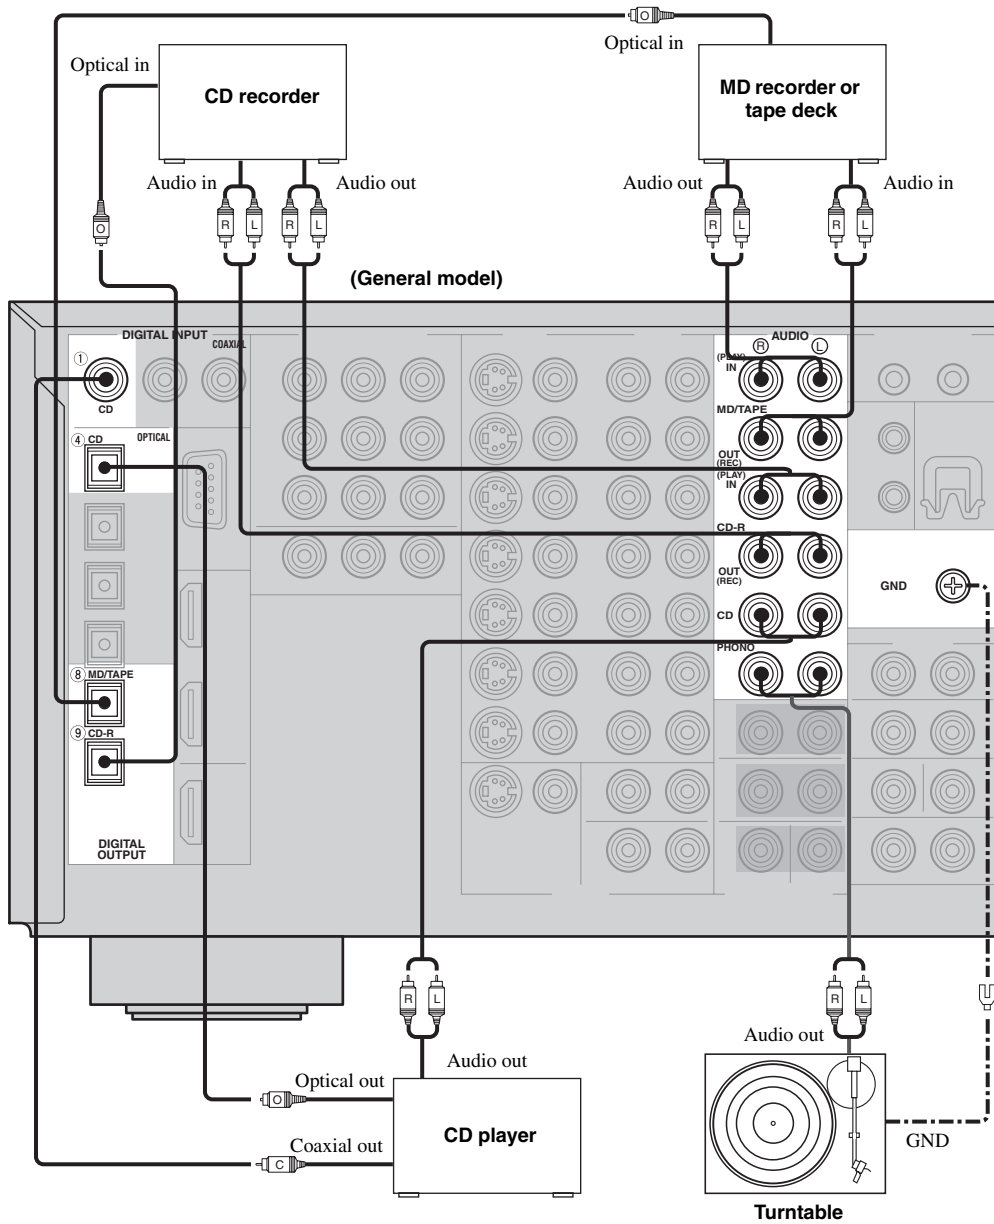 O
Optical in
Optical in
CD recorder
MD recorder or
tape deck
Audio in
Audio out
Audio out
Audio in
O
R
L
R
L
R
L
R
L
(General model)
DIGITAL INPUT
COAXIAL
AUDIO
R
L
①
CD
(PLAY)
IN
MD/TAPE
④ CD
OPTICAL
OUT
(REC)
(PLAY)
IN
CD-R
OUT
(REC)
GND
CD
PHONO
⑧ MD/TAPE
⑨ CD-R
DIGITAL
OUTPUT
R
L
R
L
Audio out
Audio out
Optical out
O
CD player
Coaxial out
C
GND
Turntable